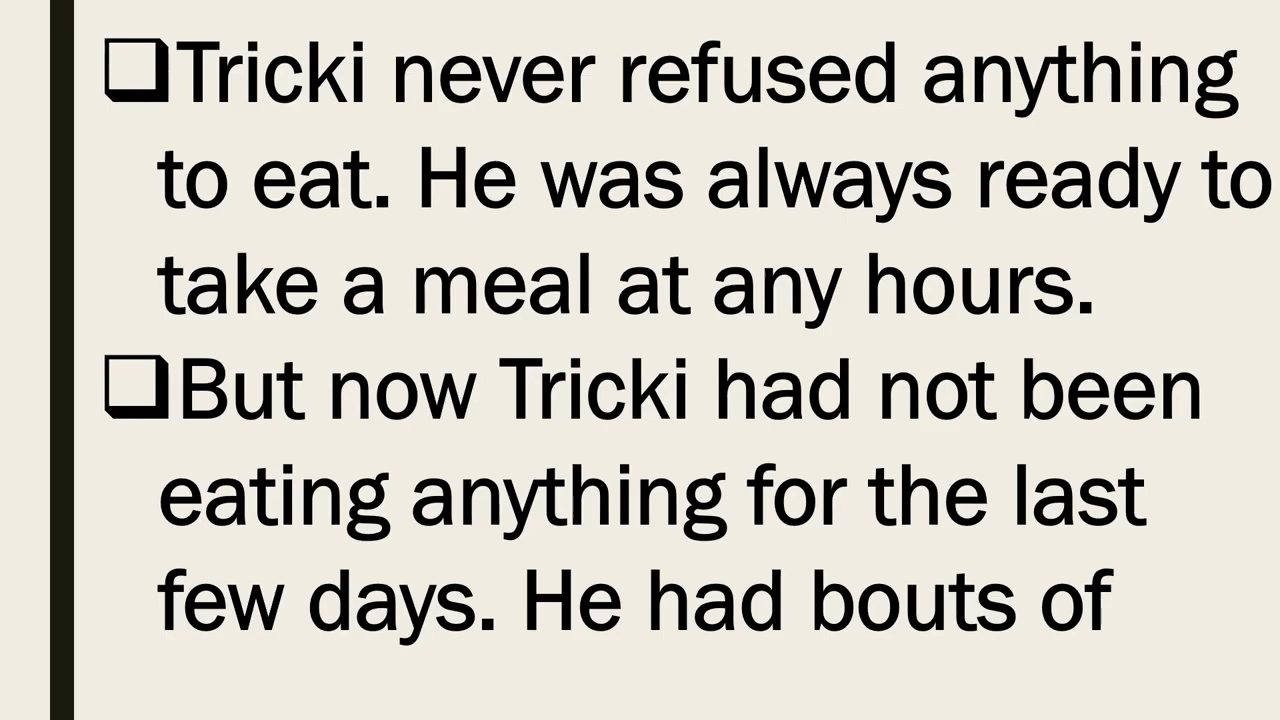 ❑Tricki never refused anything
to eat. He was always ready to
take a meal at any hours.
❑But now Tricki had not been
eating anything for the last
few days. He had bouts of